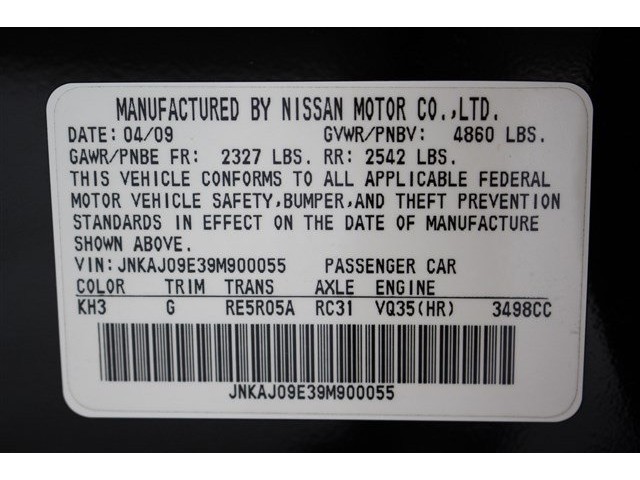 MANUFACTURED BY NISSAN MOTOR CO.,LTD.
DATE: 04/09 GVWR/PNBV: 4860 LBS.
GAWR/PNBE FR: 2327 LBS. RR: 2542 LBS.
THIS VEHICLE CONFORMS TO ALL APPLICABLE FEDERAL
MOTOR VEHICLE SAFETY,BUMPER,AND THEFT PREVENTION
STANDARDS IN EFFECT ON THE DATE OF MANUFACTURE
SHOWN ABOVE.
VIN: JNKAJ09E39M900055 PASSENGER CAR
COLOR TRIM TRANS AXLE ENGINE
KH3 G RE5R05A RC31 VQ35(HR) 3498CC
JNKAJ09E39M900055